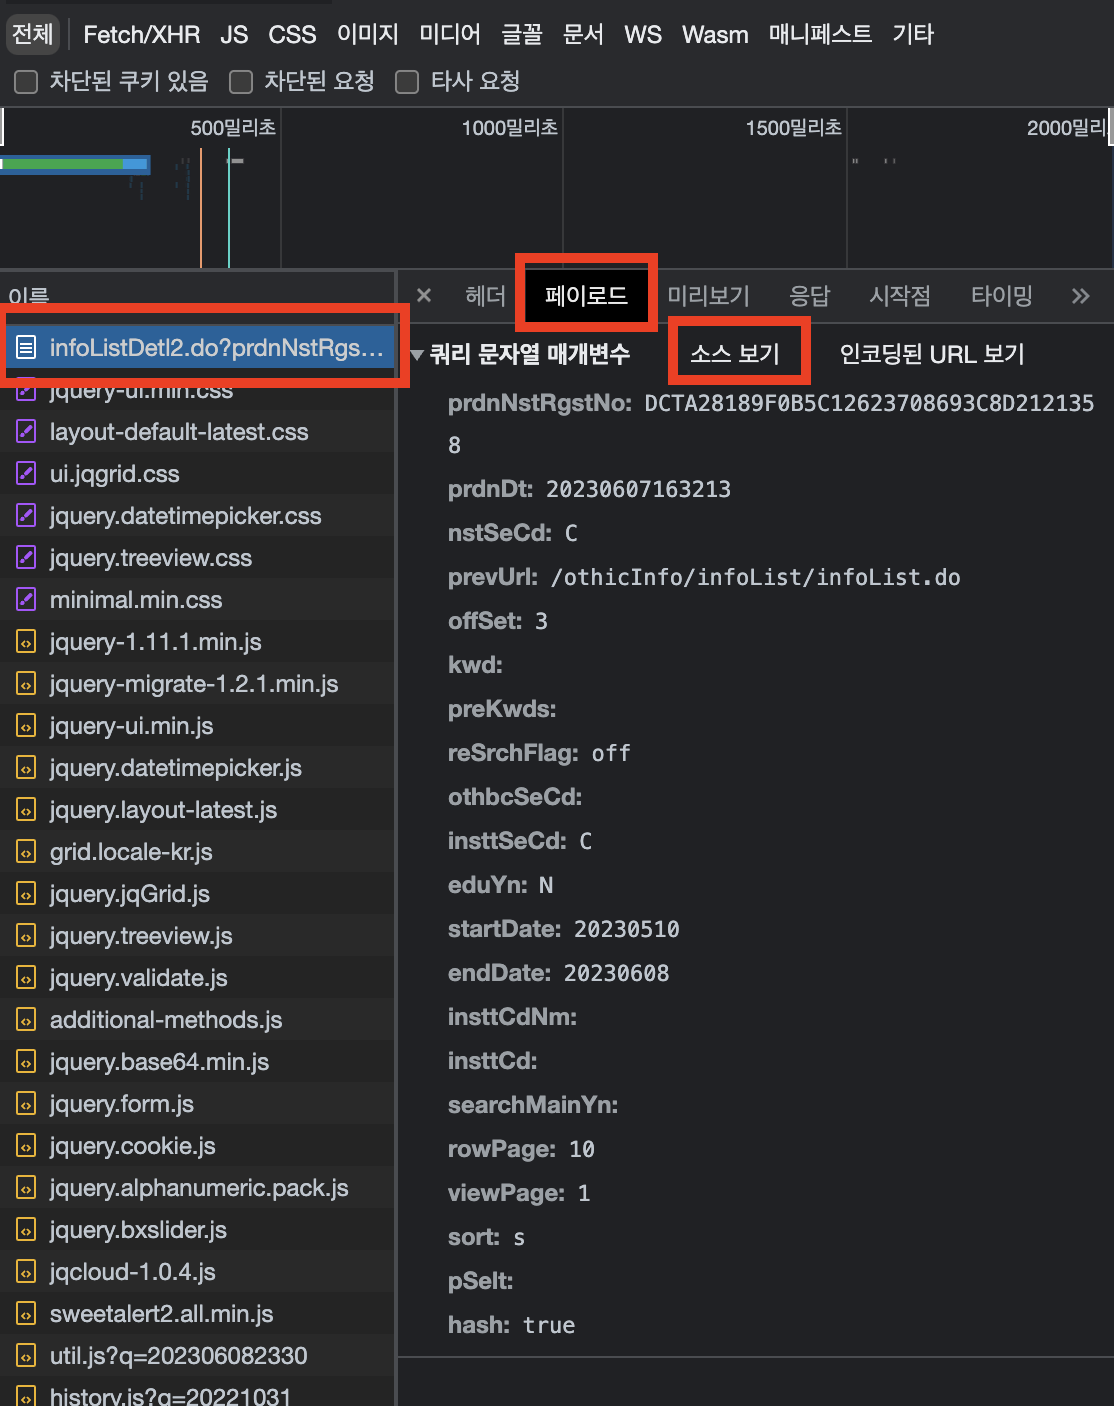 전체 Fetch/XHR JS CSS 이미지 미디어 글꼴 문서 WS Wasm 매니페스트 기타
차단된 쿠키 있음 차단된 요청 타사 요청
500밀리초 1000밀리초 1500밀리초 2000밀리
이름
infoListDetl2.do?prdnNstRgs...
jquery-ui.min.css
layout-default-latest.css
ui.jqgrid.css
jquery.datetimepicker.css
jquery.treeview.css
minimal.min.css
jquery-1.11.1.min.js
jquery-migrate-1.2.1.min.js
jquery-ui.min.js
jquery.datetimepicker.js
jquery.layout-latest.js
grid.locale-kr.js
jquery.jqGrid.js
jquery.treeview.js
jquery.validate.js
additional-methods.js
jquery.base64.min.js
jquery.form.js
jquery.cookie.js
jquery.alphanumeric.pack.js
jquery.bxslider.js
jqcloud-1.0.4.js
sweetalert2.all.min.js
util.js?q=202306082330
history.js?q=20221031
× 헤더 페이로드 미리보기 응답 시작점 타이밍 »
▼쿼리 문자열 매개변수 소스 보기 인코딩된 URL 보기
prdnNstRgstNo: DCTA28189F0B5C12623708693C8D212135
8
prdnDt: 20230607163213
nstSeCd: C
prevUrl: /othicInfo/infoList/infoList.do
offSet: 3
kwd:
preKwds:
reSrchFlag: off
othbcSeCd:
insttSeCd: C
eduYn: N
startDate: 20230510
endDate: 20230608
insttCdNm:
insttCd:
searchMainYn:
rowPage: 10
viewPage: 1
sort: s
pSelt:
hash: true